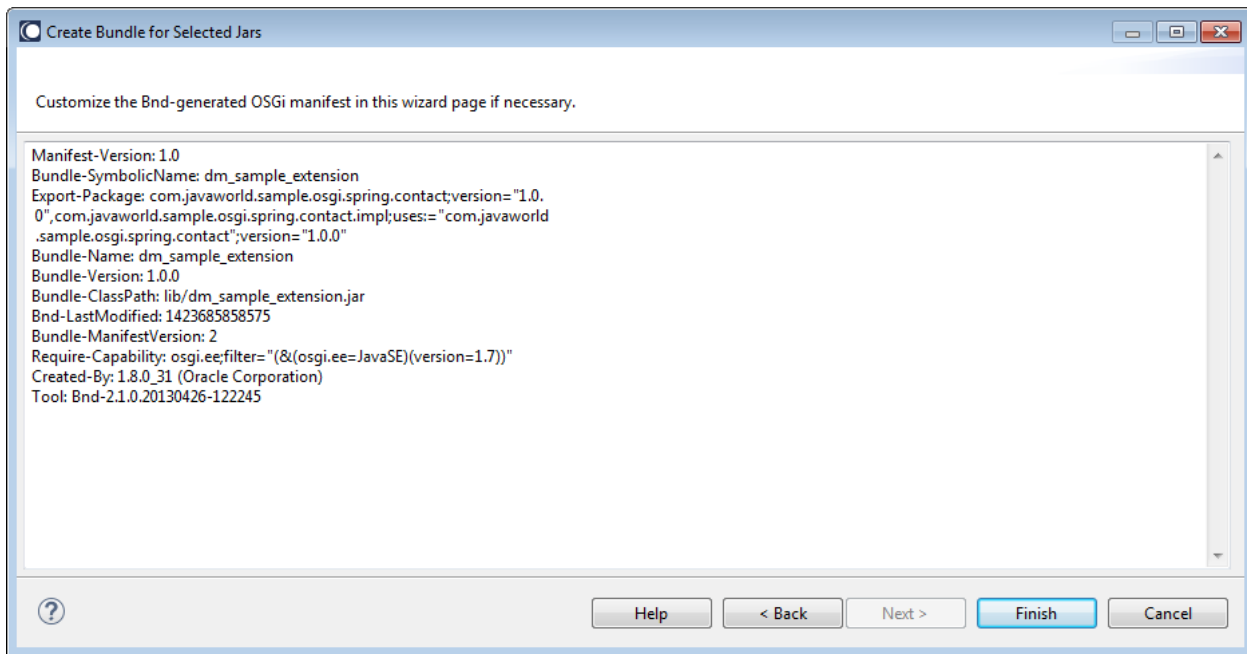 Create Bundle for Selected Jars
Customize the Bnd-generated OSGi manifest in this wizard page if necessary.
Manifest-Version: 1.0
Bundle-SymbolicName: dm_sample_extension
Export-Package: com.javaworld.sample.osgi.spring.contact;version="1.0.
0",com.javaworld.sample.osgi.spring.contact.impl;uses:="com.javaworld
.sample.osgi.spring.contact";version="1.0.0"
Bundle-Name: dm_sample_extension
Bundle-Version: 1.0.0
Bundle-ClassPath: lib/dm_sample_extension.jar
Bnd-LastModified: 1423685858575
Bundle-ManifestVersion: 2
Require-Capability: osgi.ee;filter="(&(osgi.ee=JavaSE)(version=1.7))"
Created-By: 1.8.0_31 (Oracle Corporation)
Tool: Bnd-2.1.0.20130426-122245
? Help < Back Next > Finish Cancel